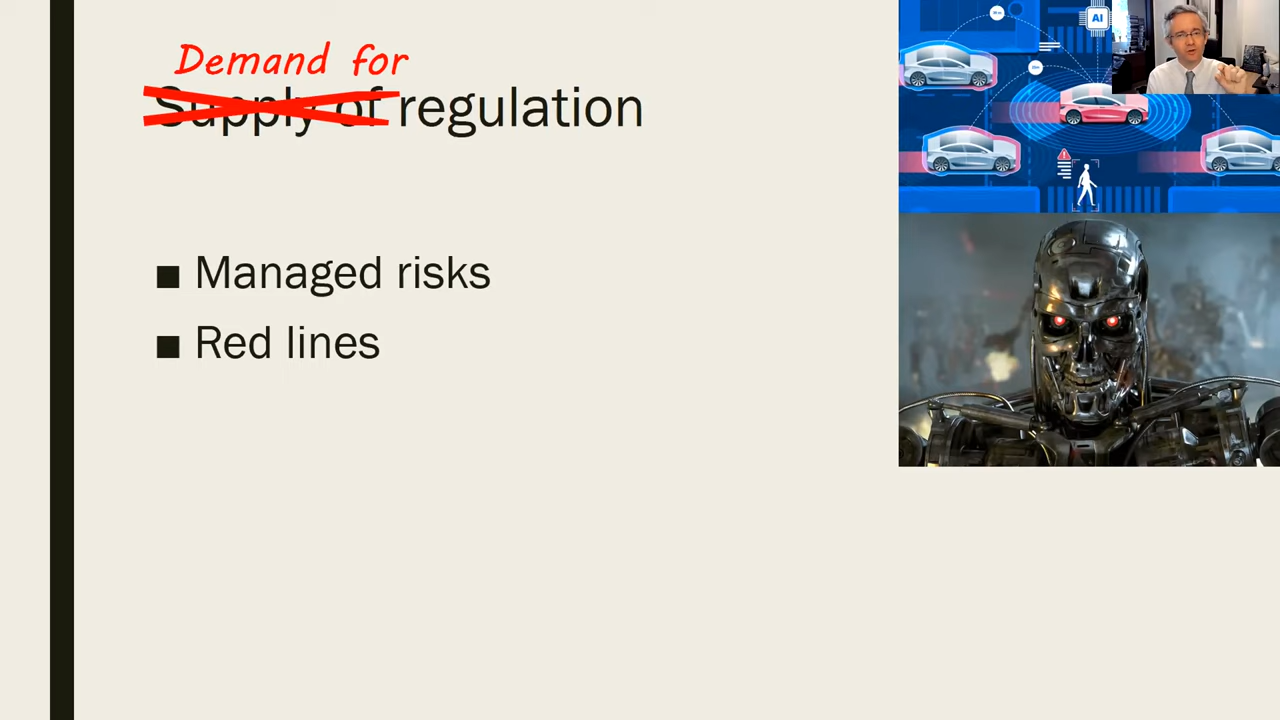 Demand for
Supply of regulation
■ Managed risks
■ Red lines
AI